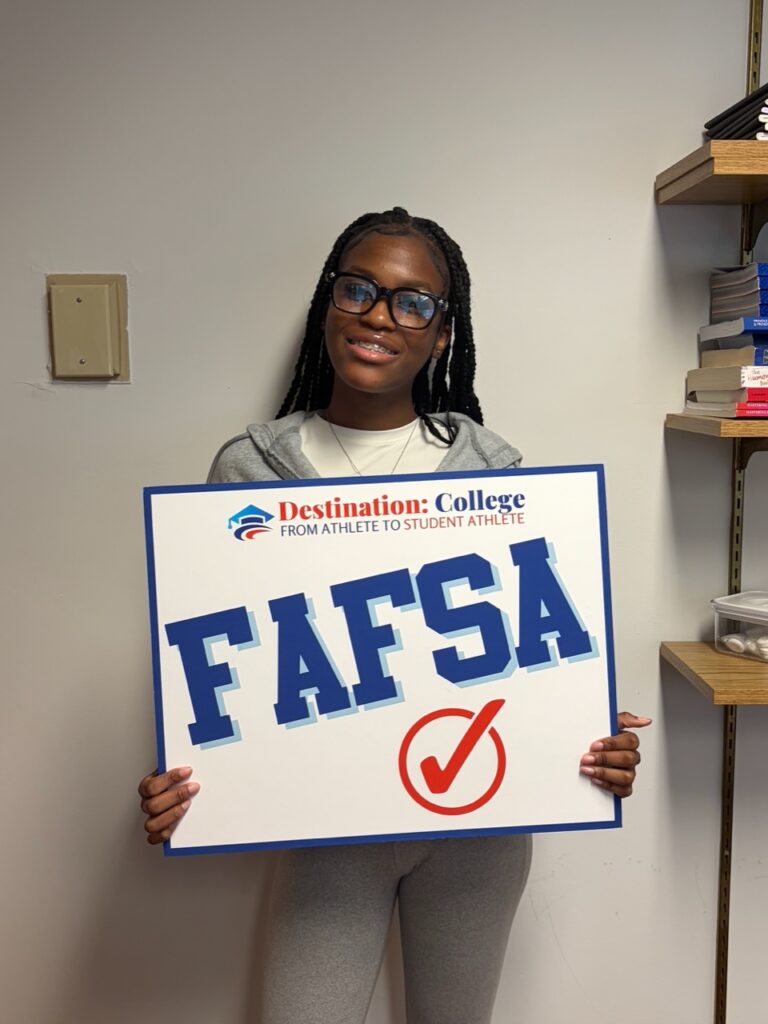 Destination: College
FROM ATHLETE TO STUDENT ATHLETE
FAFSA